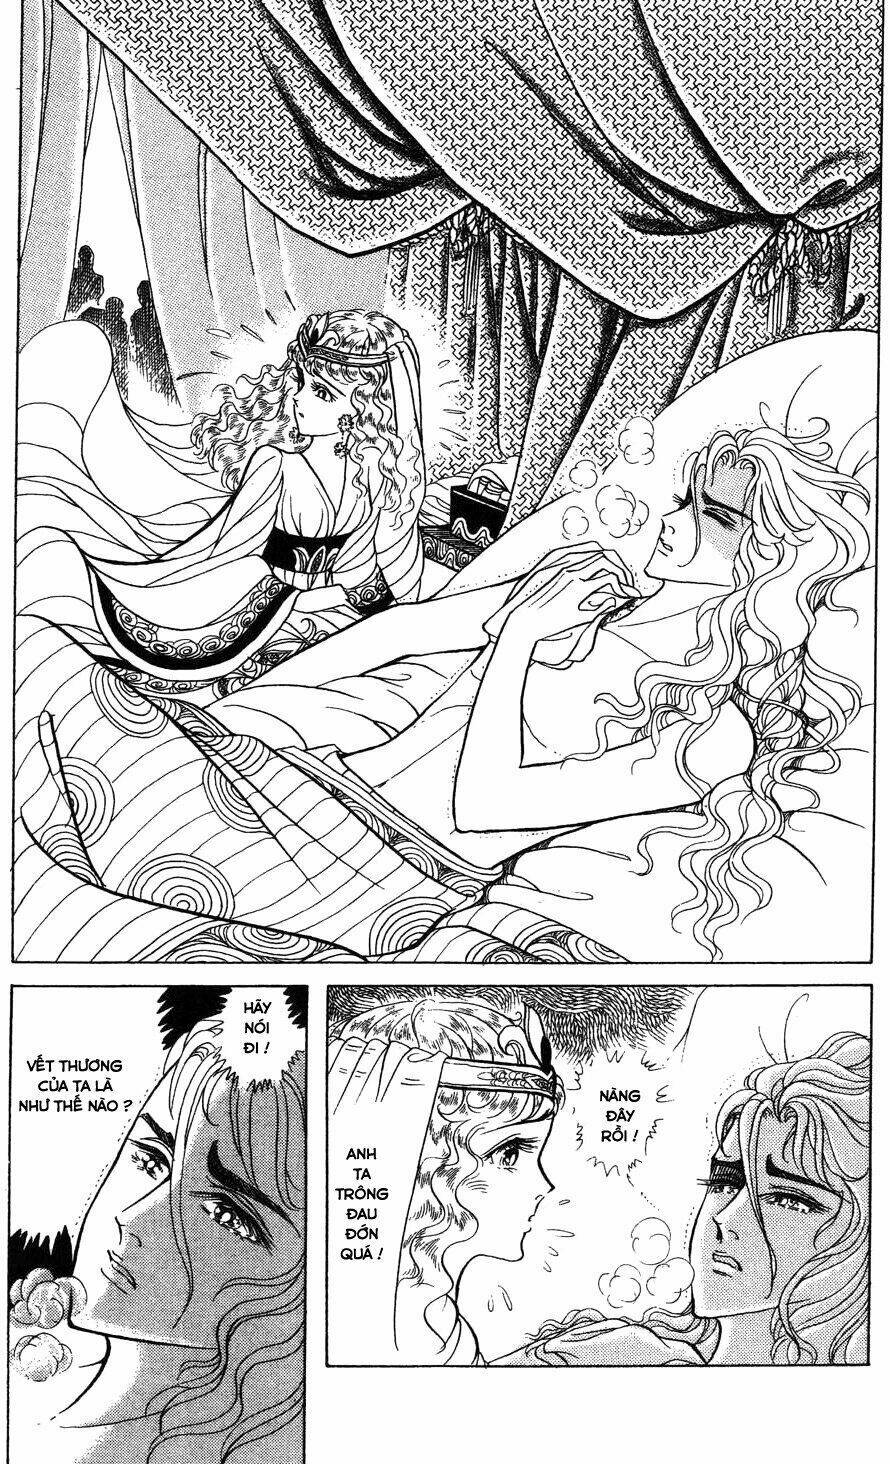 NÀNG
ĐÂY
RỒI !
ANH
TA
TRÔNG
ĐAU
ĐỚN
QUÁ !
HÃY
NÓI
ĐI !
VẾT THƯƠNG
CỦA TA LÀ
NHƯ THẾ NÀO ?